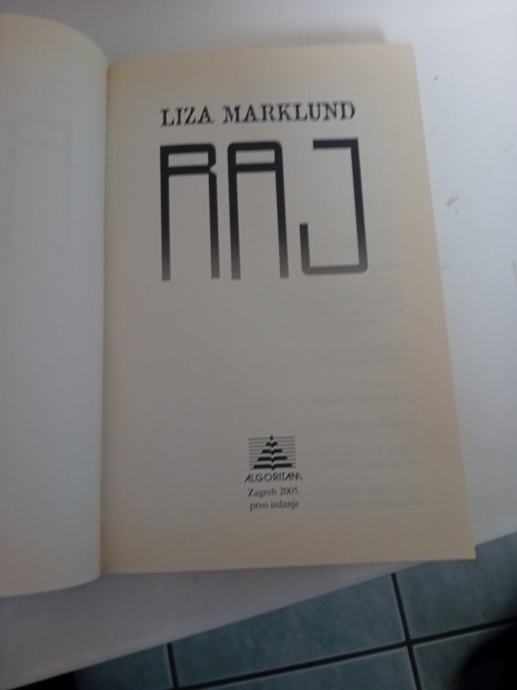 LIZA MARKLUND
RAJ
ALGORITAM
Zagreb 2005.
prvo izdanje